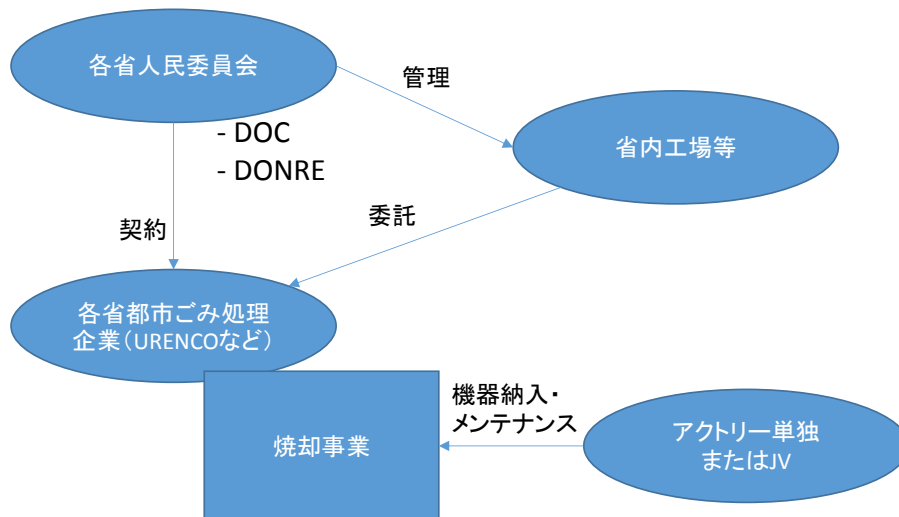 各省人民委員会
管理
- DOC
- DONRE
省内工場等
委託
契約
各省都市ごみ処理
企業（URENCOなど）
機器納入・
メンテナンス
焼却事業
アクトリー単独
またはJV